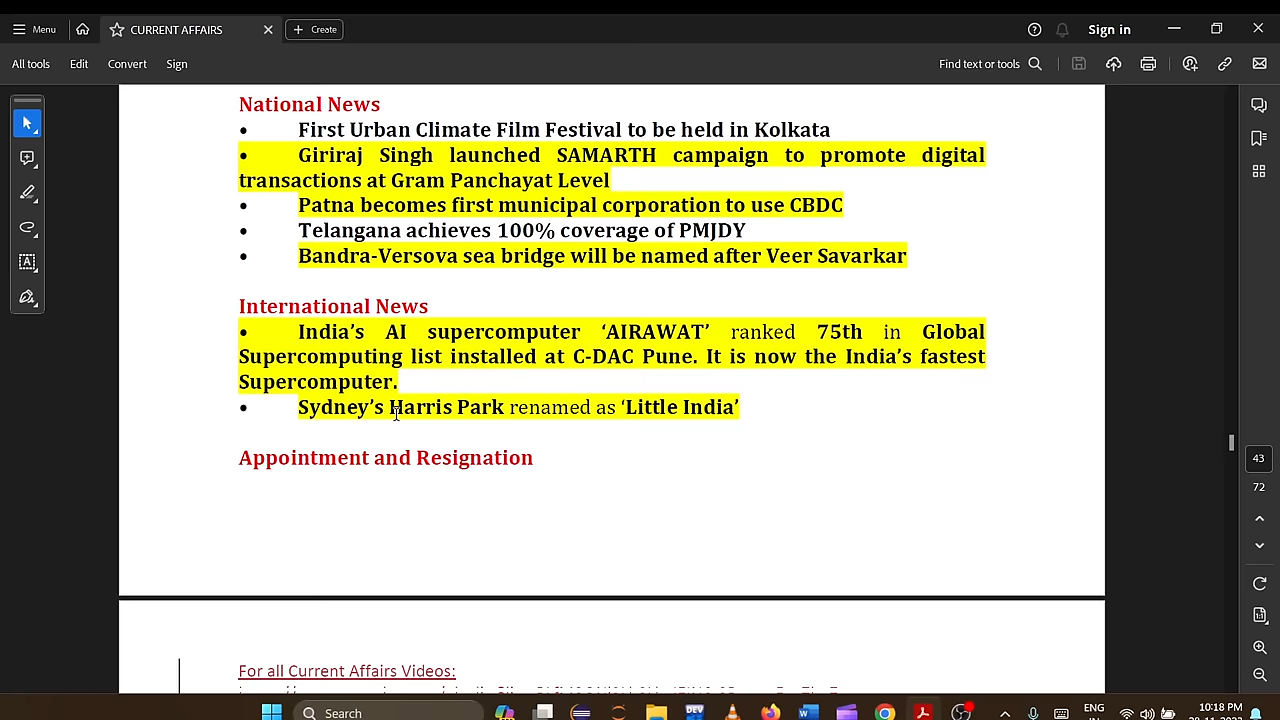 Menu
CURRENT AFFAIRS
Create
Sign in
All tools Edit Convert Sign
Find text or tools
National News
• First Urban Climate Film Festival to be held in Kolkata
• Giriraj Singh launched SAMARTH campaign to promote digital
transactions at Gram Panchayat Level
• Patna becomes first municipal corporation to use CBDC
• Telangana achieves 100% coverage of PMJDY
• Bandra-Versova sea bridge will be named after Veer Savarkar
International News
• India’s AI supercomputer ‘AIRAWAT’ ranked 75th in Global
Supercomputing list installed at C-DAC Pune. It is now the India’s fastest
Supercomputer.
• Sydney’s Harris Park renamed as ‘Little India’
Appointment and Resignation
43
72
For all Current Affairs Videos:
Search
DEV
ENG
10:18 PM